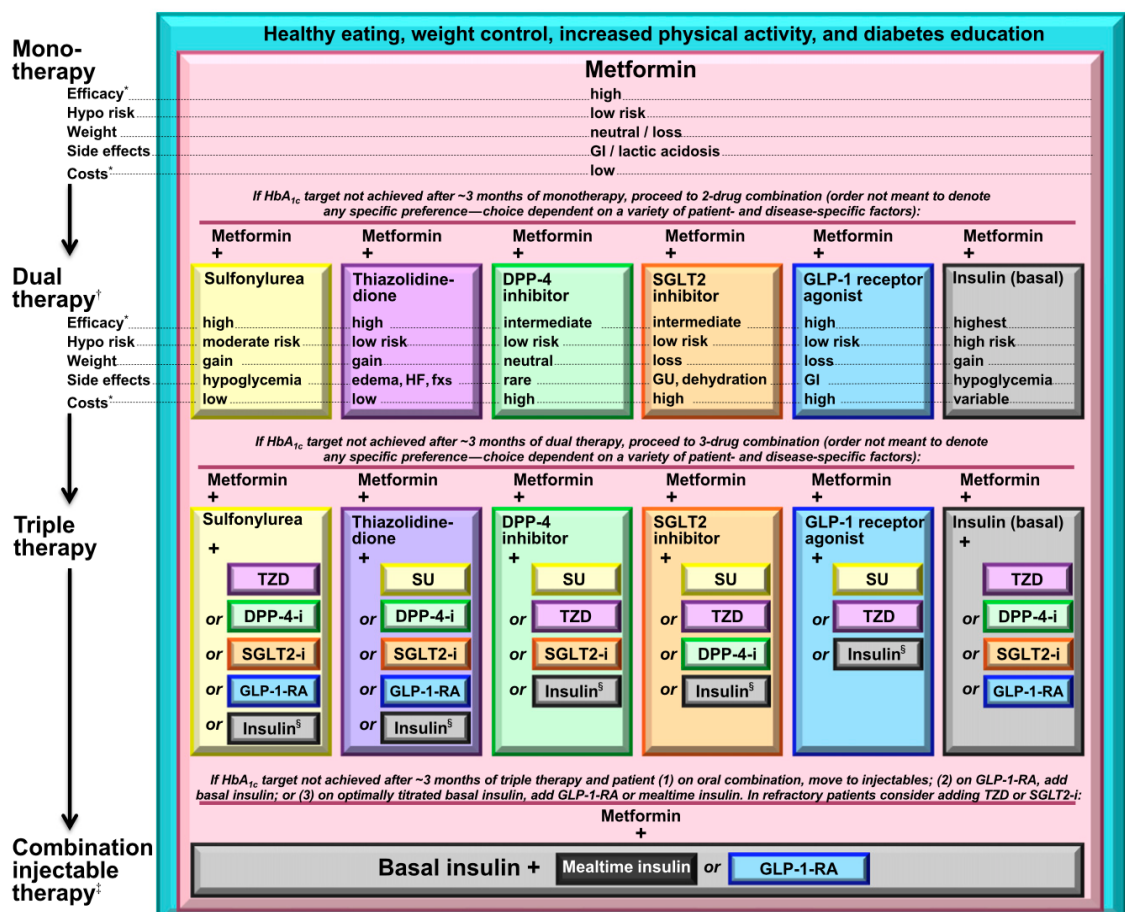 Healthy eating, weight control, increased physical activity, and diabetes education
Mono-
therapy
Metformin
Efficacy* high
Hypo risk low risk
Weight neutral / loss
Side effects GI / lactic acidosis
Costs* low
If HbA1c target not achieved after ~3 months of monotherapy, proceed to 2-drug combination (order not meant to denote
any specific preference—choice dependent on a variety of patient- and disease-specific factors):
Metformin Metformin Metformin Metformin Metformin Metformin
+ + + + + +
Dual
therapy†
Sulfonylurea Thiazolidine- DPP-4 SGLT2 GLP-1 receptor Insulin (basal)
dione inhibitor inhibitor agonist
Efficacy* high high intermediate intermediate high highest
Hypo risk moderate risk low risk low risk low risk low risk high risk
Weight gain gain neutral loss loss gain
Side effects hypoglycemia edema, HF, fxs rare GU, dehydration GI hypoglycemia
Costs* low low high high high variable
If HbA1c target not achieved after ~3 months of dual therapy, proceed to 3-drug combination (order not meant to denote
any specific preference—choice dependent on a variety of patient- and disease-specific factors):
Metformin Metformin Metformin Metformin Metformin Metformin
+ + + + + +
Triple
therapy
Sulfonylurea Thiazolidine- DPP-4 SGLT2 GLP-1 receptor Insulin (basal)
dione inhibitor inhibitor agonist
+ + + + + +
TZD SU SU SU SU TZD
or DPP-4-i or DPP-4-i or TZD or TZD or TZD or DPP-4-i
or SGLT2-i or SGLT2-i or SGLT2-i or DPP-4-i or Insulin§ or SGLT2-i
or GLP-1-RA or GLP-1-RA or Insulin§ or Insulin§ or GLP-1-RA
or Insulin§ or Insulin§
If HbA1c target not achieved after ~3 months of triple therapy and patient (1) on oral combination, move to injectables; (2) on GLP-1-RA, add
basal insulin; or (3) on optimally titrated basal insulin, add GLP-1-RA or mealtime insulin. In refractory patients consider adding TZD or SGLT2-i:
Metformin
+
Combination
injectable
therapy‡
Basal insulin + Mealtime insulin or GLP-1-RA